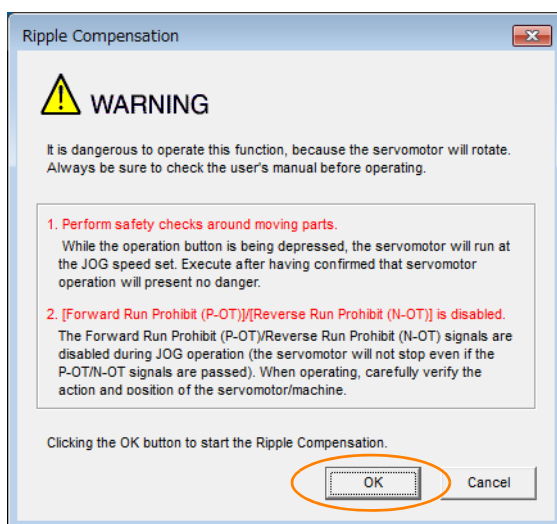 Ripple Compensation
WARNING
It is dangerous to operate this function, because the servomotor will rotate.
Always be sure to check the user's manual before operating.
1. Perform safety checks around moving parts.
While the operation button is being depressed, the servomotor will run at
the JOG speed set. Execute after having confirmed that servomotor
operation will present no danger.
2. [Forward Run Prohibit (P-OT)]/[Reverse Run Prohibit (N-OT)] is disabled.
The Forward Run Prohibit (P-OT)/Reverse Run Prohibit (N-OT) signals are
disabled during JOG operation (the servomotor will not stop even if the
P-OT/N-OT signals are passed). When operating, carefully verify the
action and position of the servomotor/machine.
Clicking the OK button to start the Ripple Compensation.
OK
Cancel